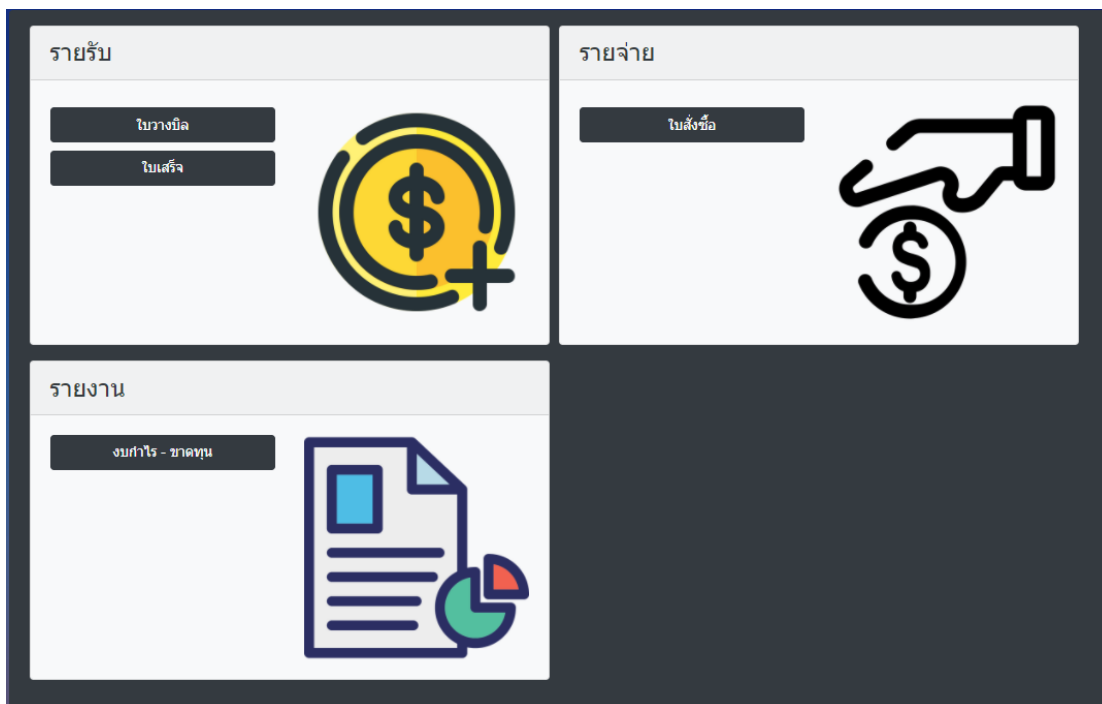 รายรับ
ใบวางบิล
ใบเสร็จ
รายจ่าย
ใบสั่งซื้อ
รายงาน
งบกำไร - ขาดทุน